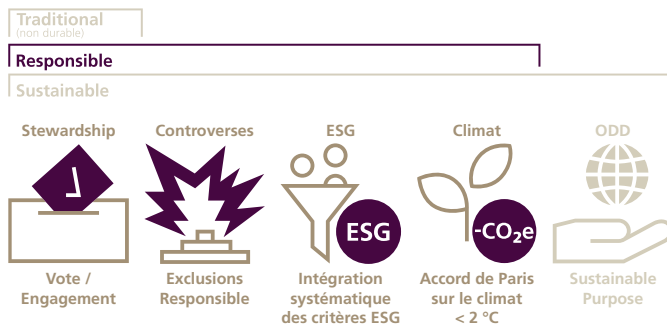 Traditional
(non durable)
Responsible
Sustainable
Stewardship
Controverses
ESG
Climat
ODD
ESG
-CO₂e
Vote /
Engagement
Exclusions
Responsible
Intégration
systématique
des critères ESG
Accord de Paris
sur le climat
< 2 °C
Sustainable
Purpose